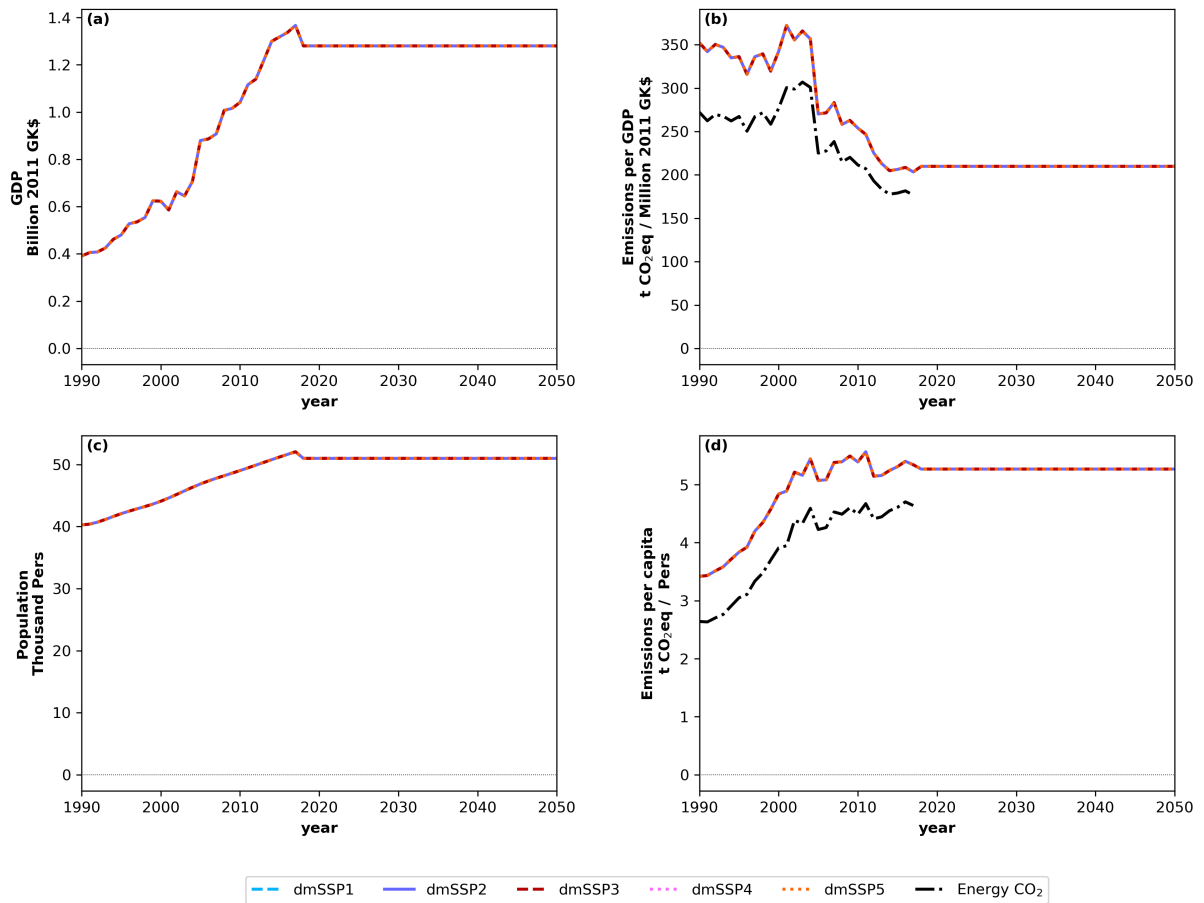 (a)
1.4
1.2
1.0
0.8
0.6
0.4
0.2
0.0
GDP
Billion 2011 GK$
1990 2000 2010 2020 2030 2040 2050
year
(b)
350
300
250
200
150
100
50
0
Emissions per GDP
t CO₂eq / Million 2011 GK$
1990 2000 2010 2020 2030 2040 2050
year
(c)
50
40
30
20
10
0
Population
Thousand Pers
1990 2000 2010 2020 2030 2040 2050
year
(d)
5
4
3
2
1
0
Emissions per capita
t CO₂eq / Pers
1990 2000 2010 2020 2030 2040 2050
year
dmSSP1 dmSSP2 dmSSP3 dmSSP4 dmSSP5 Energy CO₂